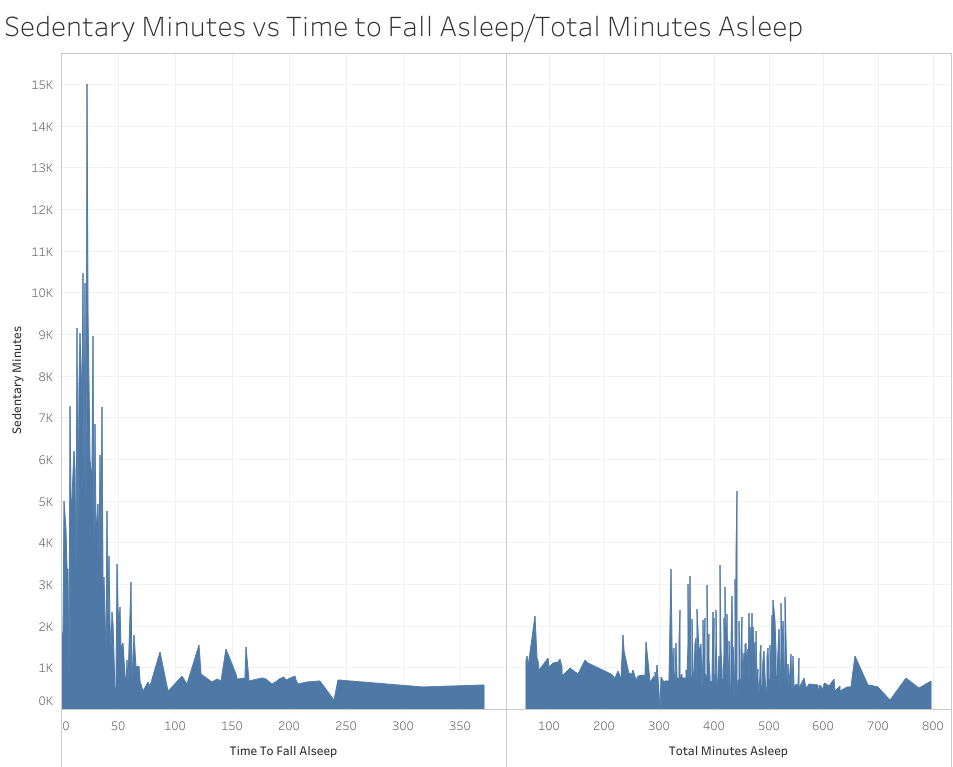 Sedentary Minutes vs Time to Fall Asleep/Total Minutes Asleep
15K
14K
13K
12K
11K
10K
9K
8K
7K
6K
5K
4K
3K
2K
1K
0K
Sedentary Minutes
0 50 100 150 200 250 300 350
100 200 300 400 500 600 700 800
Time To Fall Alseep
Total Minutes Asleep